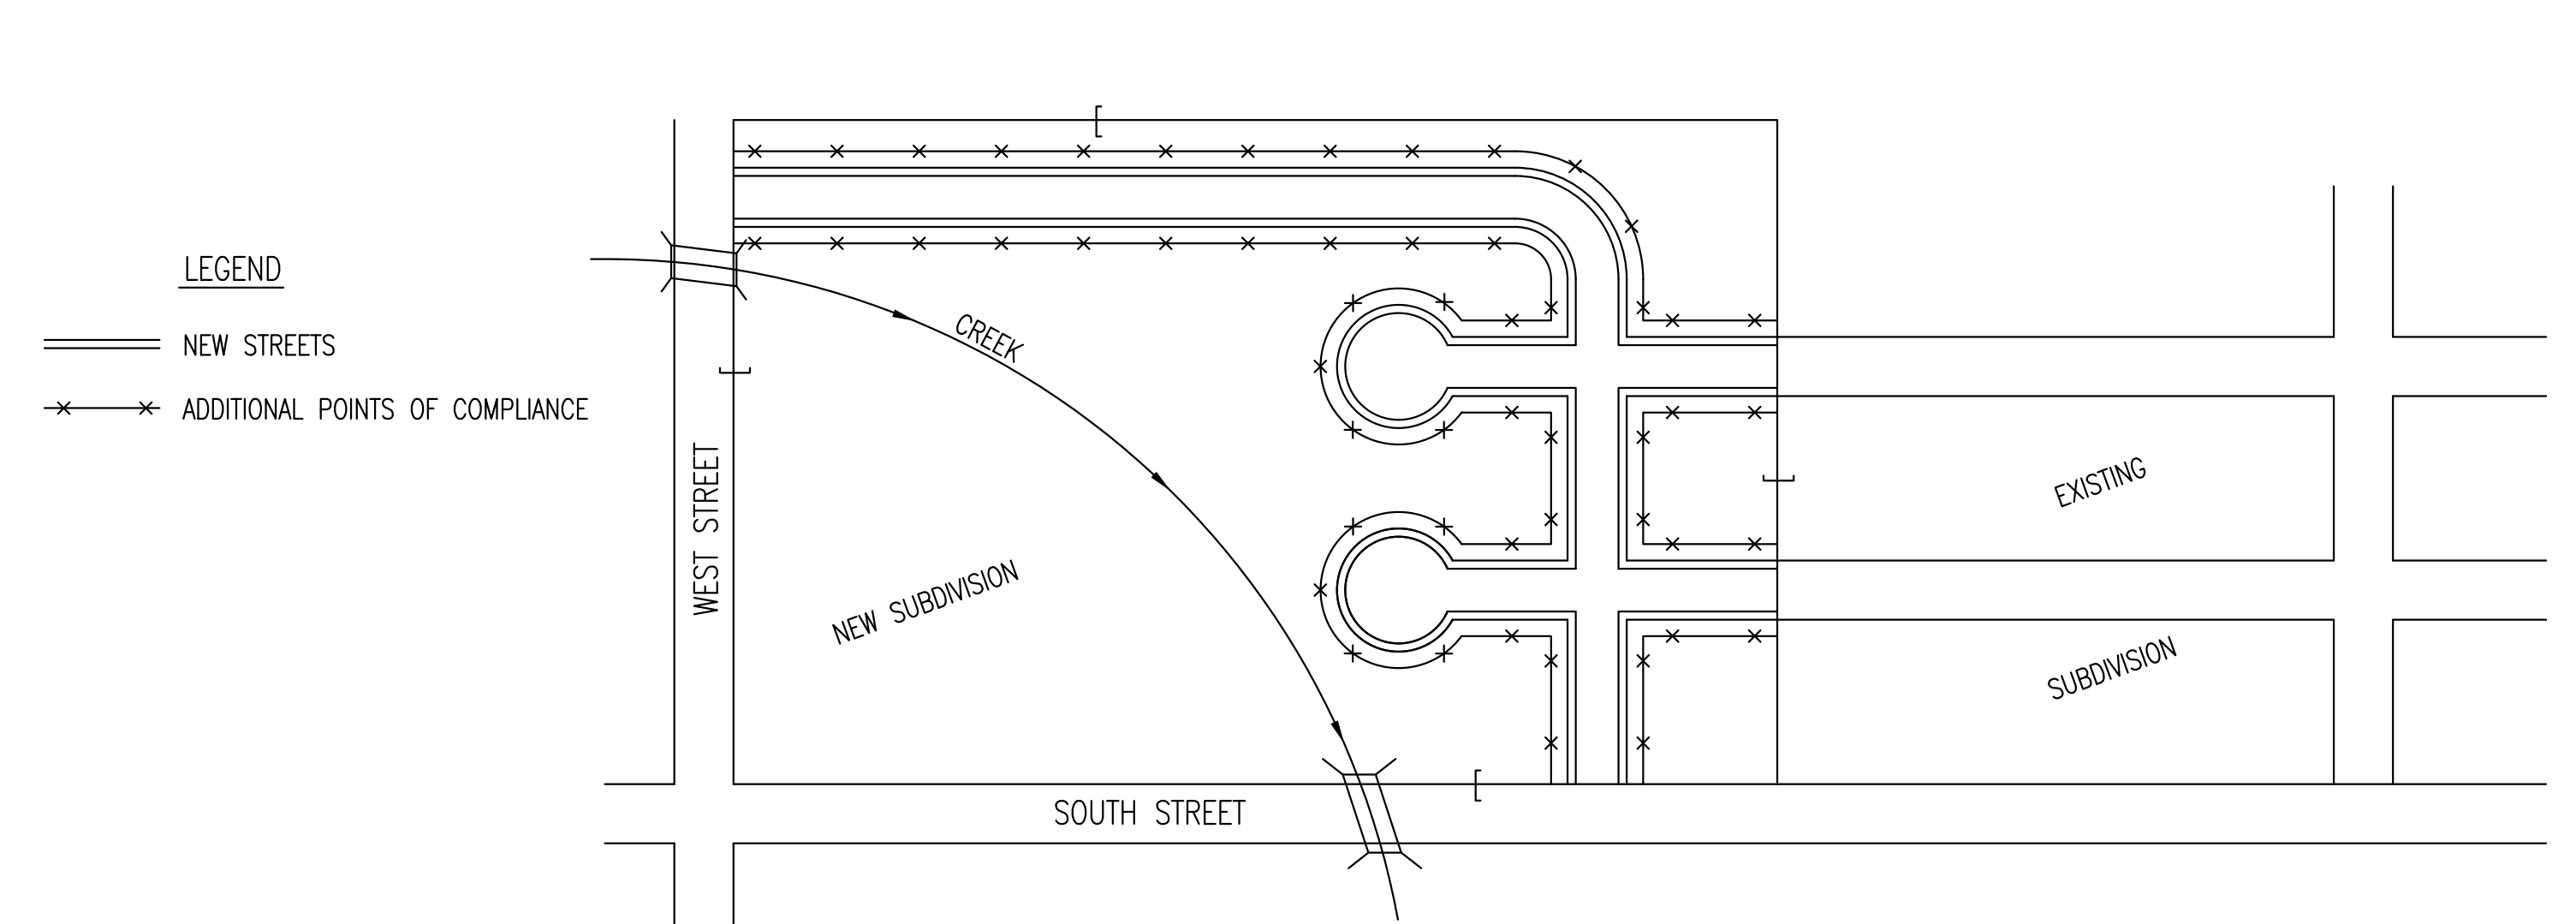 LEGEND
NEW STREETS
ADDITIONAL POINTS OF COMPLIANCE
CREEK
WEST STREET
NEW SUBDIVISION
SOUTH STREET
EXISTING
SUBDIVISION